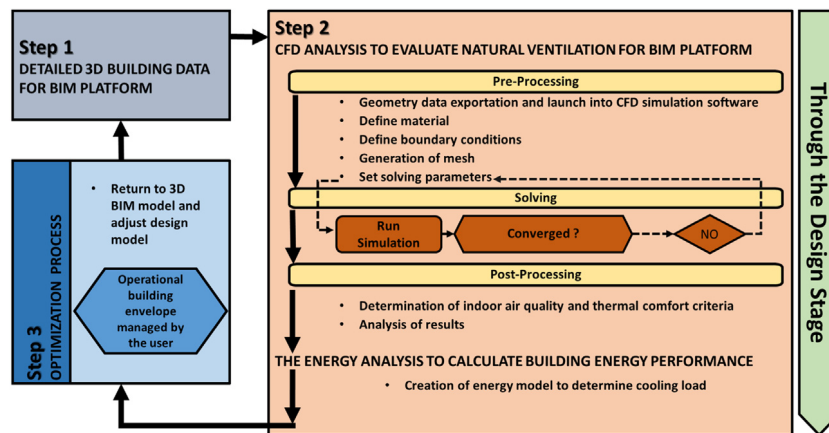 Step 1
DETAILED 3D BUILDING DATA
FOR BIM PLATFORM
Step 2
CFD ANALYSIS TO EVALUATE NATURAL VENTILATION FOR BIM PLATFORM
Pre-Processing
• Geometry data exportation and launch into CFD simulation software
• Define material
• Define boundary conditions
• Generation of mesh
• Set solving parameters
Solving
Run
Simulation
Converged ?
NO
Post-Processing
• Determination of indoor air quality and thermal comfort criteria
• Analysis of results
THE ENERGY ANALYSIS TO CALCULATE BUILDING ENERGY PERFORMANCE
• Creation of energy model to determine cooling load
Step 3
OPTIMIZATION PROCESS
• Return to 3D
BIM model and
adjust design
model
Operational
building
envelope
managed by
the user
Through the Design Stage